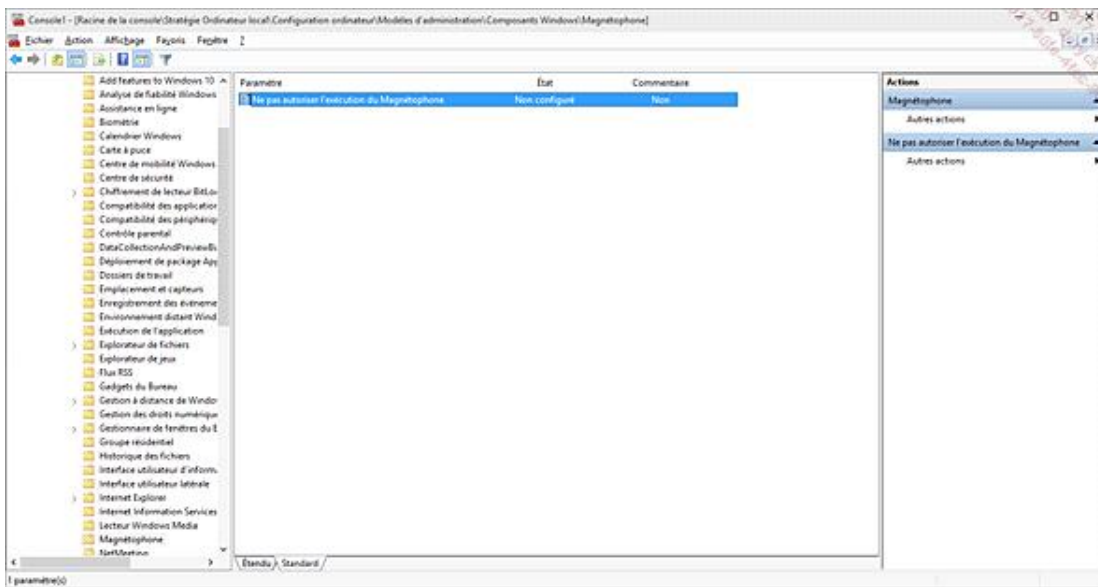 Console1 - [Racine de la console\Stratégie Ordinateur local\Configuration ordinateur\Modèles d'administration\Composants Windows\Magnétophone]
Fichier Action Affichage Favoris Fenêtre ?
Add features to Windows 10
Analyse de fiabilité Windows
Assistance en ligne
Biométrie
Calendrier Windows
Carte à puce
Centre de mobilité Windows
Centre de sécurité
Chiffrement de lecteur BitLo
Compatibilité des application
Compatibilité des périphériq
Contrôle parental
DataCollectionAndPreviewBu
Déploiement de package App
Dossiers de travail
Emplacement et capteurs
Enregistrement des événeme
Environnement distant Wind
Exécution de l'application
Explorateur de fichiers
Explorateur de jeux
Flux RSS
Gadgets du Bureau
Gestion à distance de Window
Gestion des droits numérique
Gestionnaire de fenêtres du B
Groupe résidentiel
Historique des fichiers
Interface utilisateur d'inform
Interface utilisateur latérale
Internet Explorer
Internet Information Services
Lecteur Windows Media
Magnétophone
NetMeeting
Paramètre État Commentaire
Ne pas autoriser l'exécution du Magnétophone Non configuré Non
Étendu Standard
Actions
Magnétophone
Autres actions
Ne pas autoriser l'exécution du Magnétophone
Autres actions
1 paramètre(s)